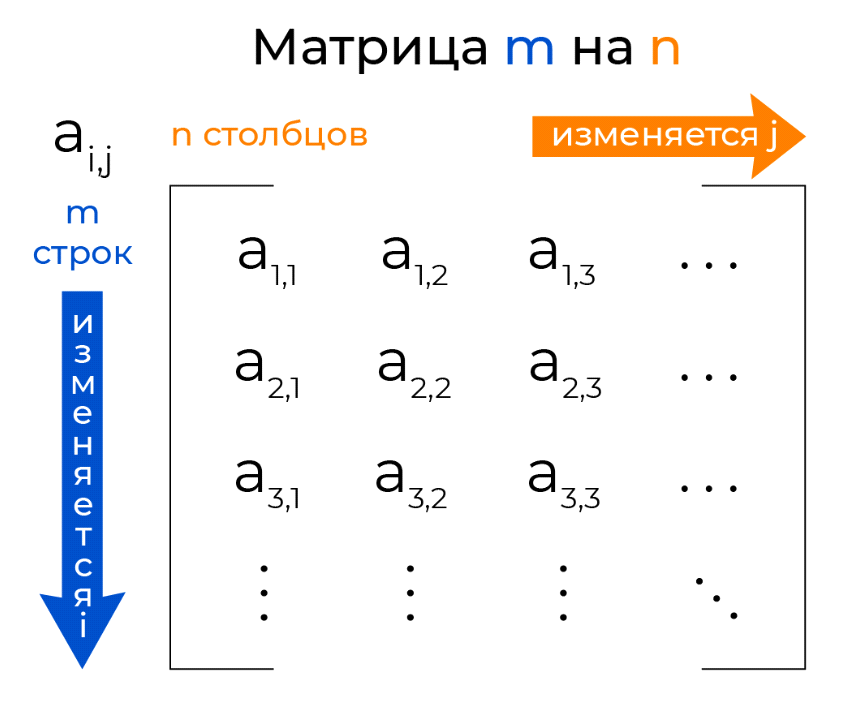 Матрица m на n
a i,j
n столбцов
изменяется j
m
строк
изменяется i
a 1,1 a 1,2 a 1,3 ...
a 2,1 a 2,2 a 2,3 ...
a 3,1 a 3,2 a 3,3 ...
⋮ ⋮ ⋮ ⋱